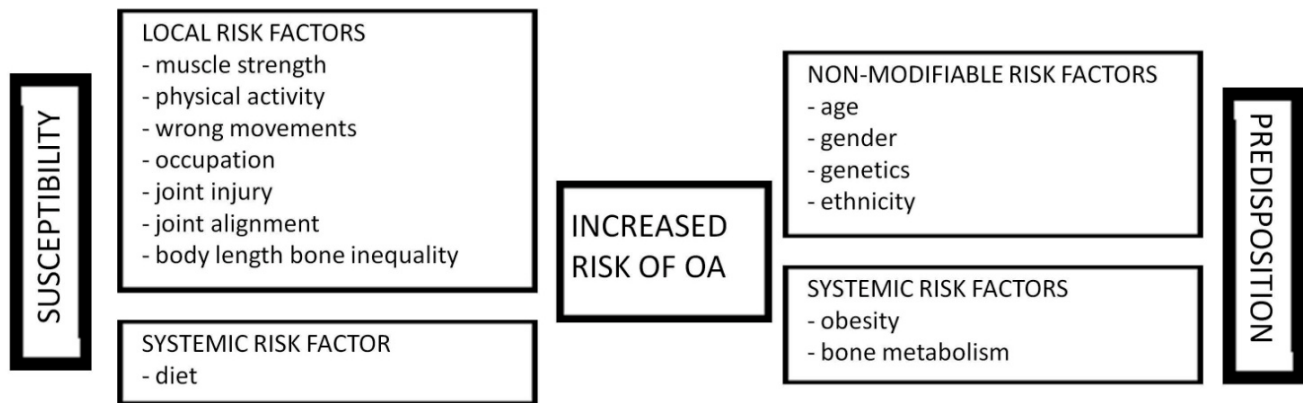 SUSCEPTIBILITY
LOCAL RISK FACTORS
- muscle strength
- physical activity
- wrong movements
- occupation
- joint injury
- joint alignment
- body length bone inequality
SYSTEMIC RISK FACTOR
- diet
INCREASED
RISK OF OA
NON-MODIFIABLE RISK FACTORS
- age
- gender
- genetics
- ethnicity
SYSTEMIC RISK FACTORS
- obesity
- bone metabolism
PREDISPOSITION